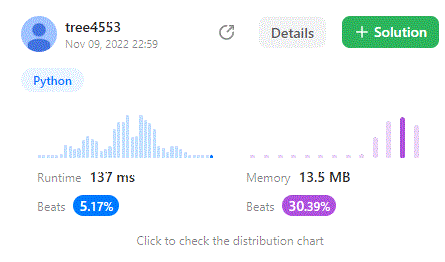 tree4553
Nov 09, 2022 22:59
Details
+ Solution
Python
Runtime 137 ms
Beats 5.17%
Memory 13.5 MB
Beats 30.39%
Click to check the distribution chart